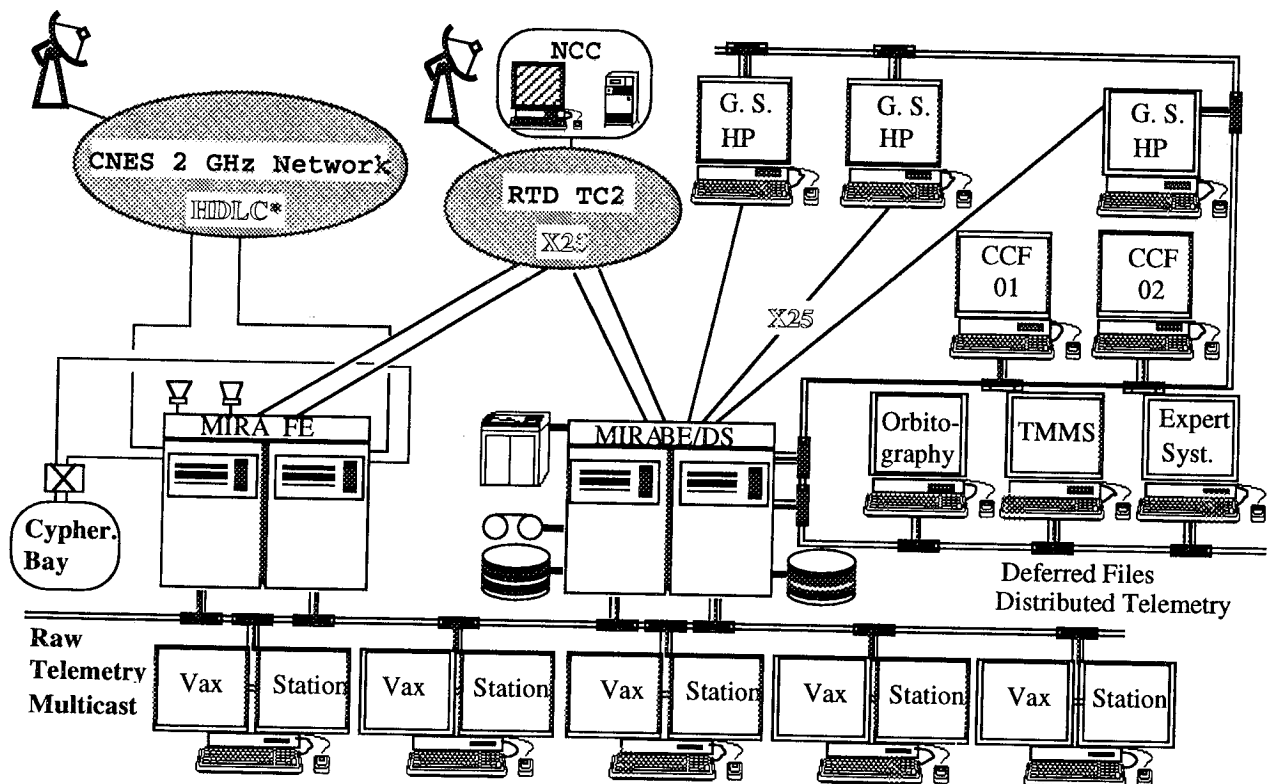 NCC
CNES 2 GHz Network
HDLC*
RTD TC2
X25
G. S.
HP
G. S.
HP
G. S.
HP
CCF
01
CCF
02
X25
MIRA FE
MIRABE/DS
Orbito-
graphy
TMMS
Expert
Syst.
Cypher.
Bay
Deferred Files
Distributed Telemetry
Raw
Telemetry
Multicast
Vax Station
Vax Station
Vax Station
Vax Station
Vax Station